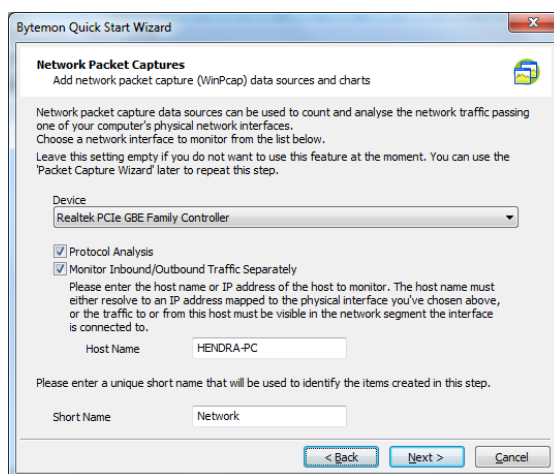 Bytemon Quick Start Wizard
Network Packet Captures
Add network packet capture (WinPcap) data sources and charts
Network packet capture data sources can be used to count and analyse the network traffic passing
one of your computer's physical network interfaces.
Choose a network interface to monitor from the list below.
Leave this setting empty if you do not want to use this feature at the moment. You can use the
'Packet Capture Wizard' later to repeat this step.
Device
Realtek PCIe GBE Family Controller
Protocol Analysis
Monitor Inbound/Outbound Traffic Separately
Please enter the host name or IP address of the host to monitor. The host name must
either resolve to an IP address mapped to the physical interface you've chosen above,
or the traffic to or from this host must be visible in the network segment the interface
is connected to.
Host Name HENDRA-PC
Please enter a unique short name that will be used to identify the items created in this step.
Short Name Network
< Back Next > Cancel